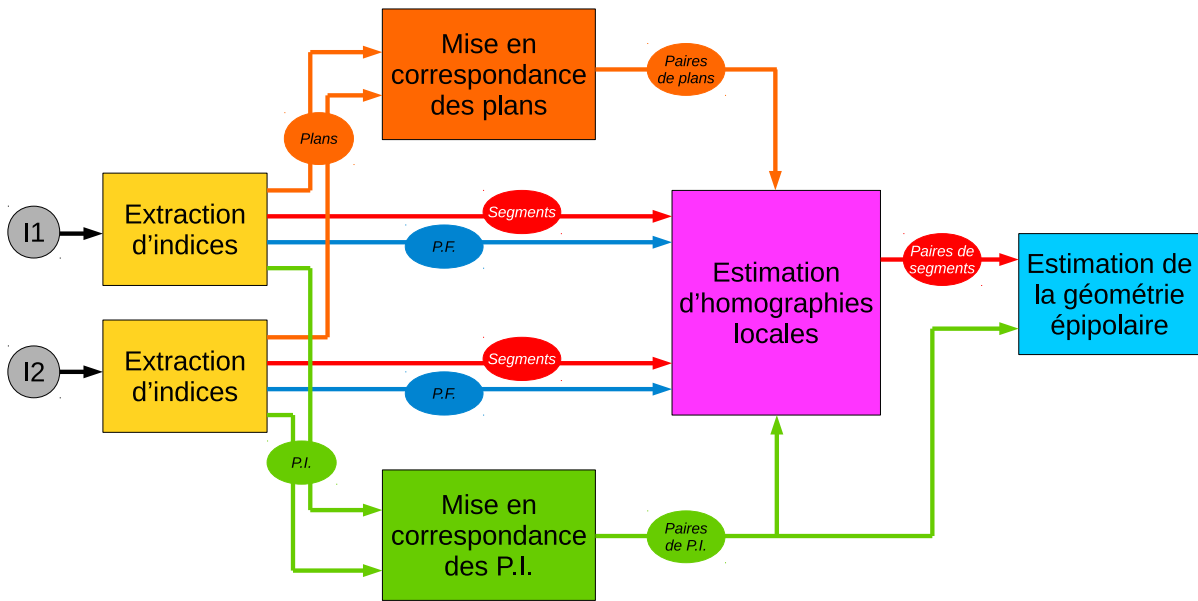 Mise en
correspondance
des plans
Paires
de plans
Plans
I1
Extraction
d'indices
Segments
P.F.
Estimation
d'homographies
locales
Paires de
segments
Estimation de
la géométrie
épipolaire
I2
Extraction
d'indices
Segments
P.F.
P.I.
Mise en
correspondance
des P.I.
Paires
de P.I.